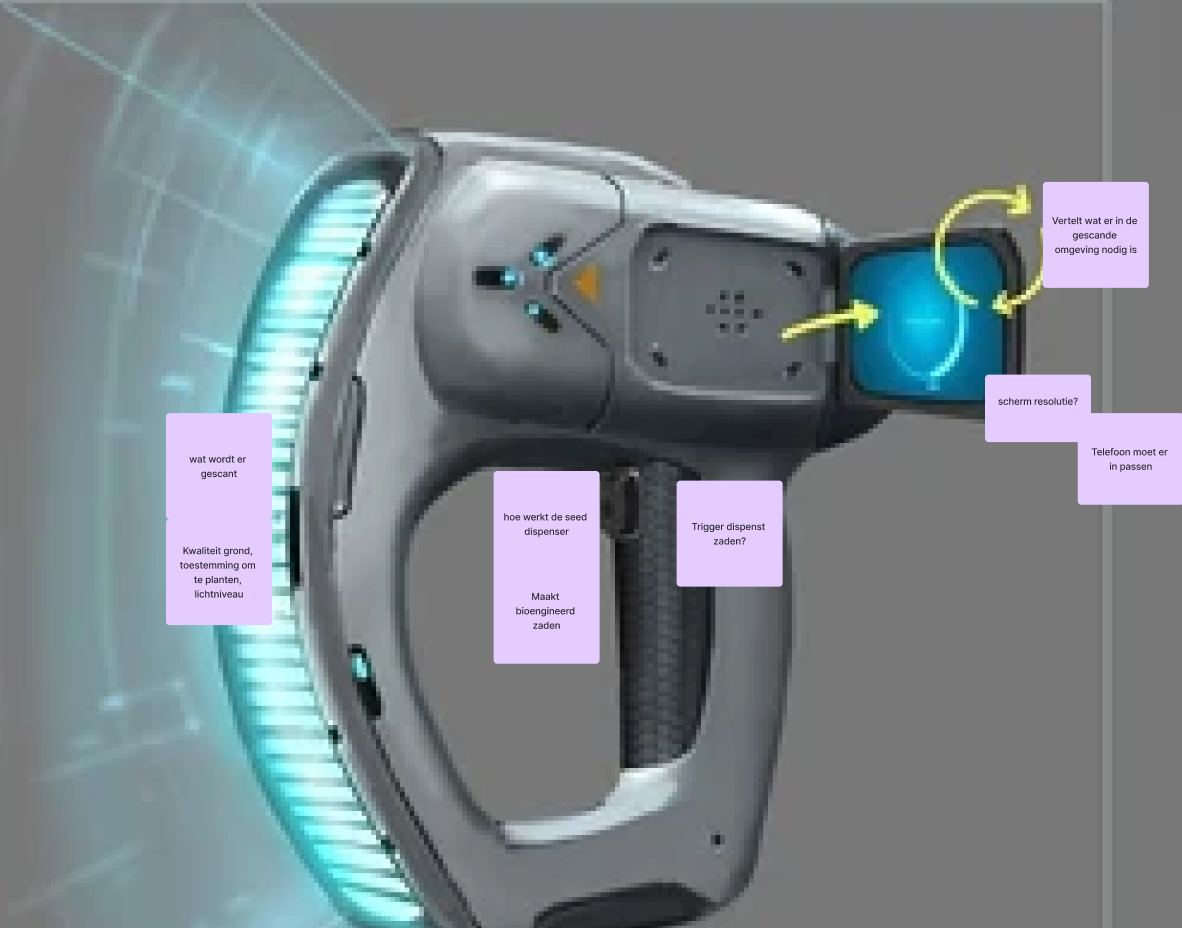 Vertelt wat er in de
gescande
omgeving nodig is
scherm resolutie?
Telefoon moet er
in passen
wat wordt er
gescant
Kwaliteit grond,
toestemming om
te planten,
lichtniveau
hoe werkt de seed
dispenser
Maakt
bioengineerd
zaden
Trigger dispenst
zaden?